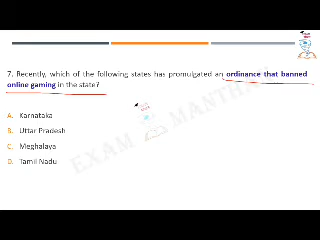 7. Recently, which of the following states has promulgated an ordinance that banned
online gaming in the state?
A. Karnataka
B. Uttar Pradesh
C. Meghalaya
D. Tamil Nadu
EXAM MANTHAN